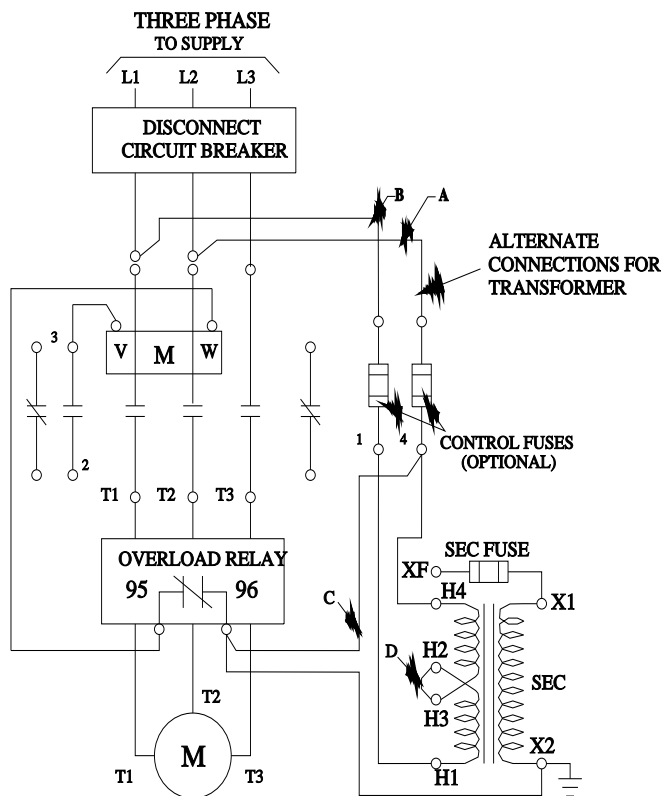 THREE PHASE
TO SUPPLY
L1 L2 L3
DISCONNECT
CIRCUIT BREAKER
B A
ALTERNATE
CONNECTIONS FOR
TRANSFORMER
3
V M W
1 4
CONTROL FUSES
(OPTIONAL)
2
T1 T2 T3
OVERLOAD RELAY
95 96
SEC FUSE
XF
H4 X1
C
D H2
SEC
H3
T2
M
X2
T1 T3
H1